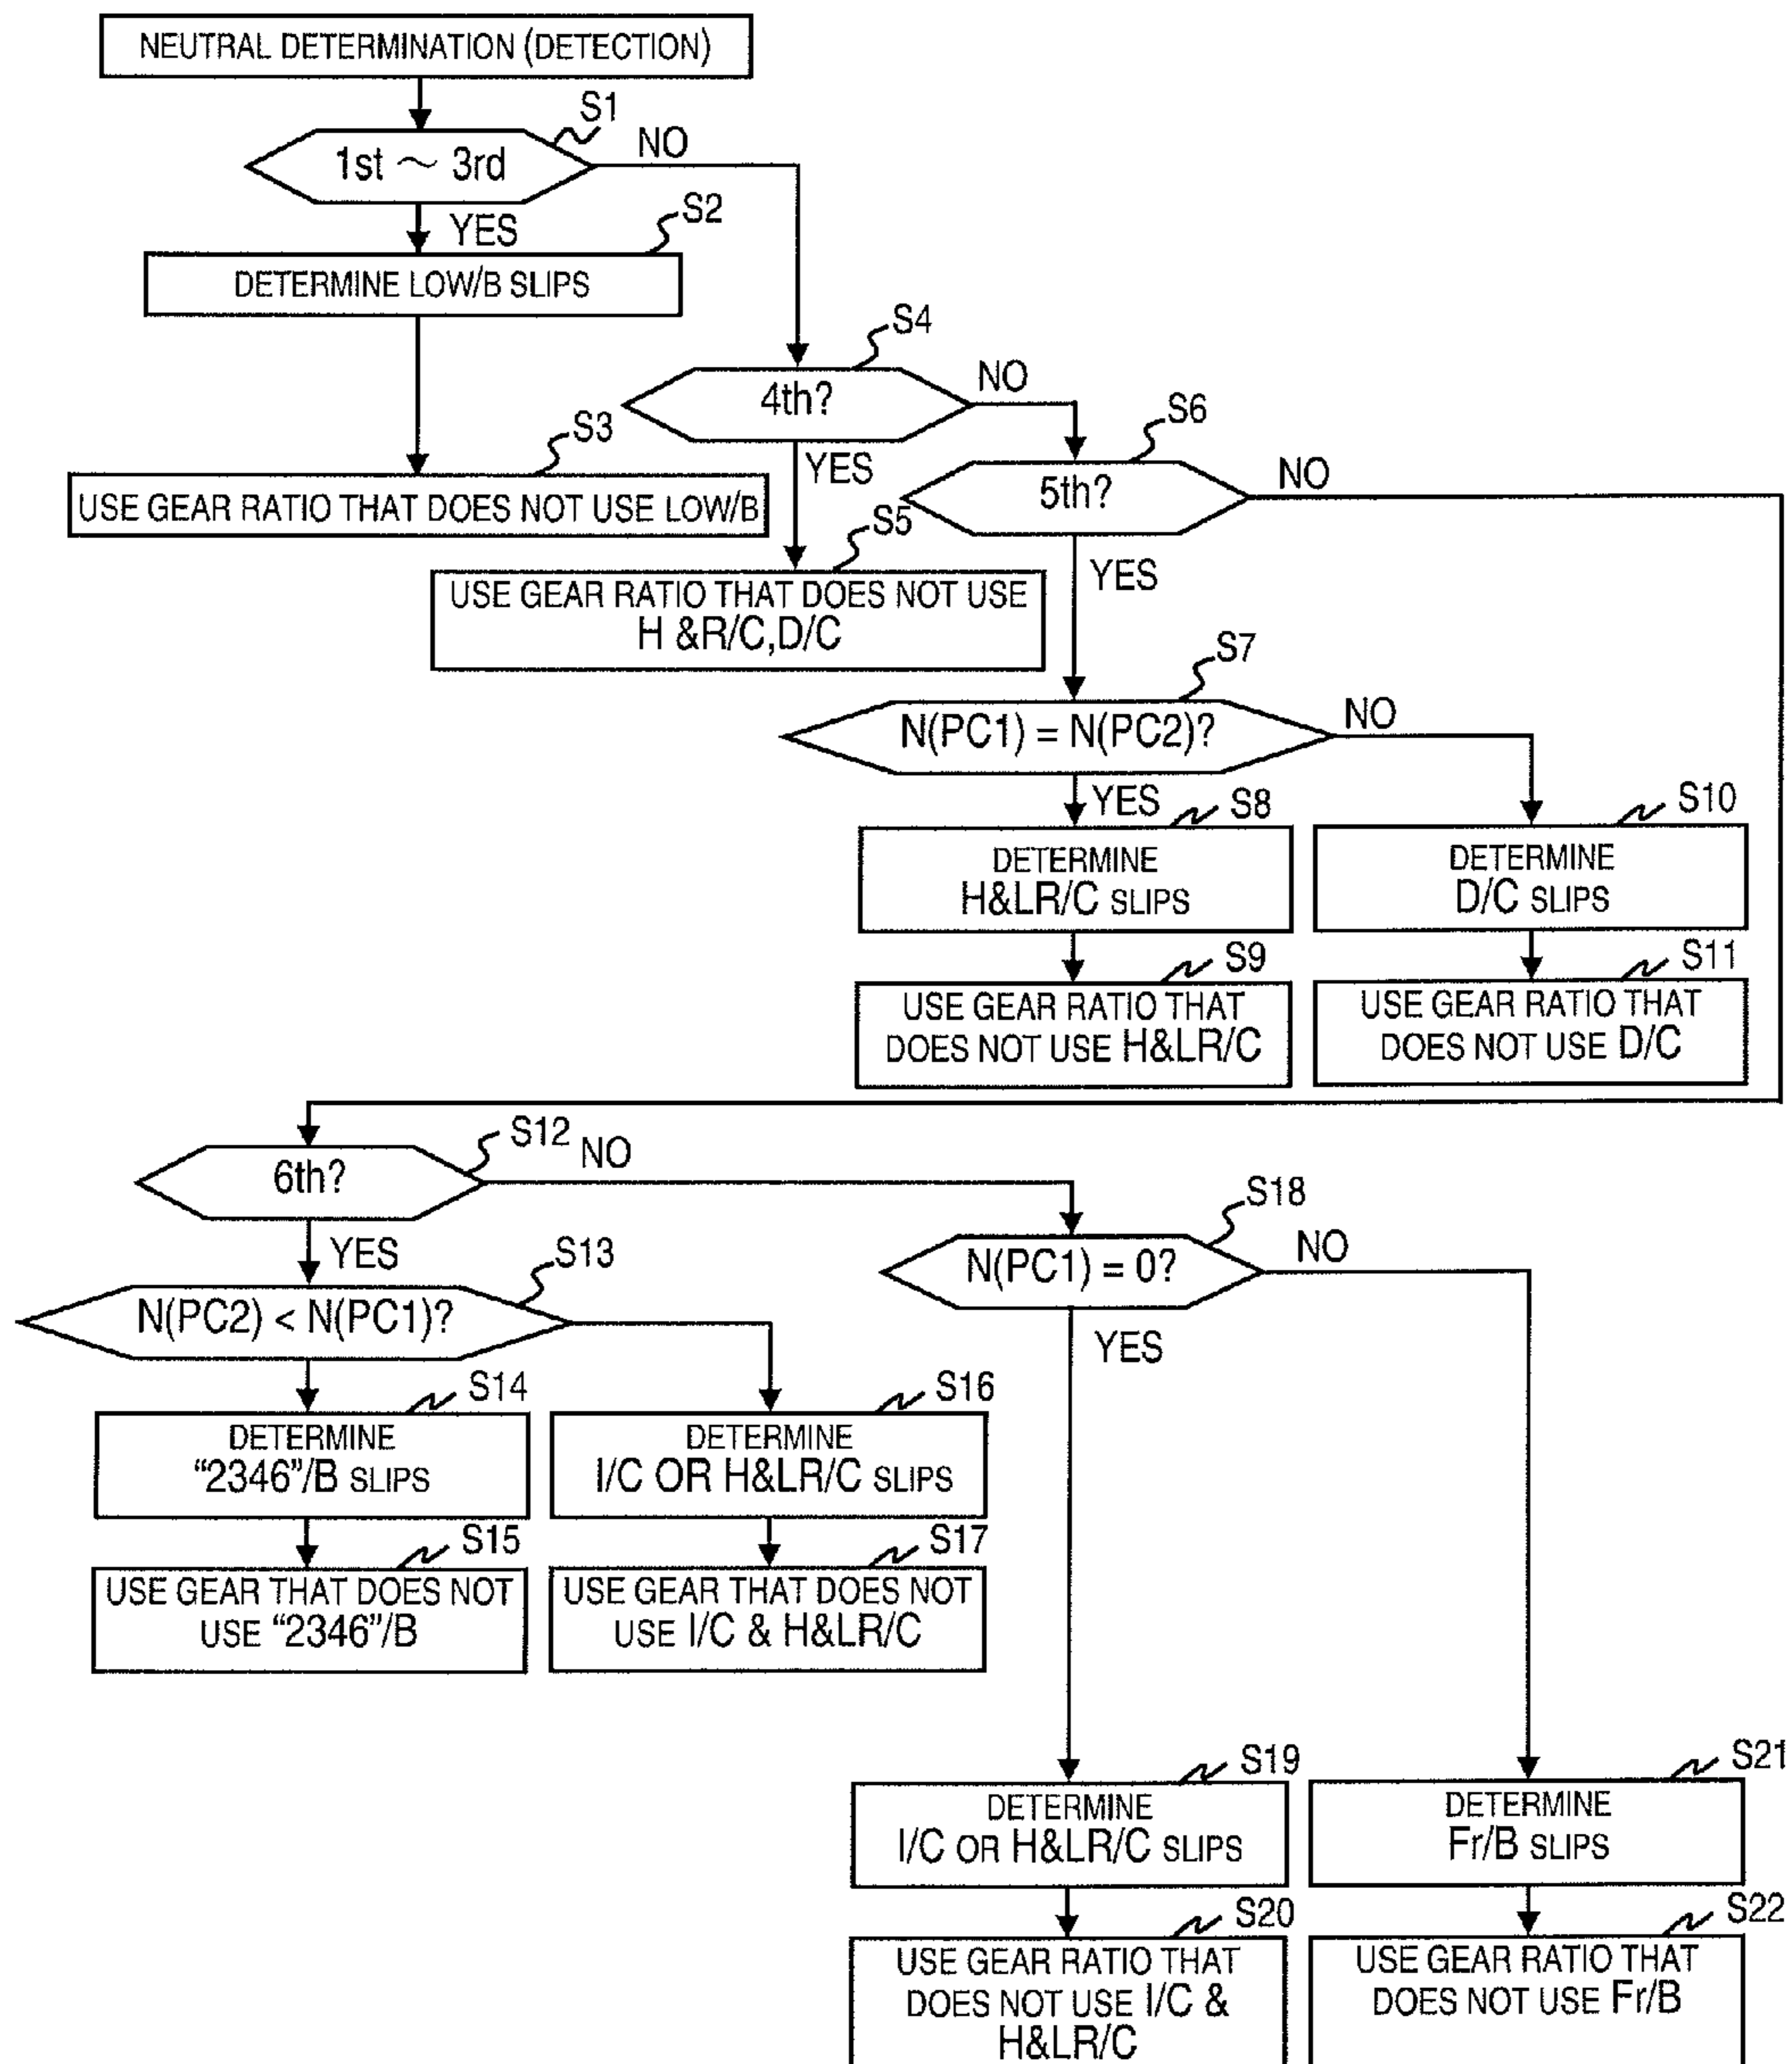 NEUTRAL DETERMINATION (DETECTION)
S1
1st ～ 3rd
NO
YES
S2
DETERMINE LOW/B SLIPS
S3
USE GEAR RATIO THAT DOES NOT USE LOW/B
S4
4th?
NO
YES
S5
USE GEAR RATIO THAT DOES NOT USE
H &R/C,D/C
S6
5th?
NO
YES
S7
N(PC1) = N(PC2)?
NO
YES
S8
DETERMINE
H&LR/C SLIPS
S9
USE GEAR RATIO THAT
DOES NOT USE H&LR/C
S10
DETERMINE
D/C SLIPS
S11
USE GEAR RATIO THAT
DOES NOT USE D/C
S12
6th?
NO
YES
S13
N(PC2) < N(PC1)?
S14
DETERMINE
“2346”/B SLIPS
S15
USE GEAR THAT DOES NOT
USE “2346”/B
S16
DETERMINE
I/C OR H&LR/C SLIPS
S17
USE GEAR THAT DOES NOT
USE I/C & H&LR/C
S18
N(PC1) = 0?
NO
YES
S19
DETERMINE
I/C OR H&LR/C SLIPS
S20
USE GEAR RATIO THAT
DOES NOT USE I/C &
H&LR/C
S21
DETERMINE
Fr/B SLIPS
S22
USE GEAR RATIO THAT
DOES NOT USE Fr/B